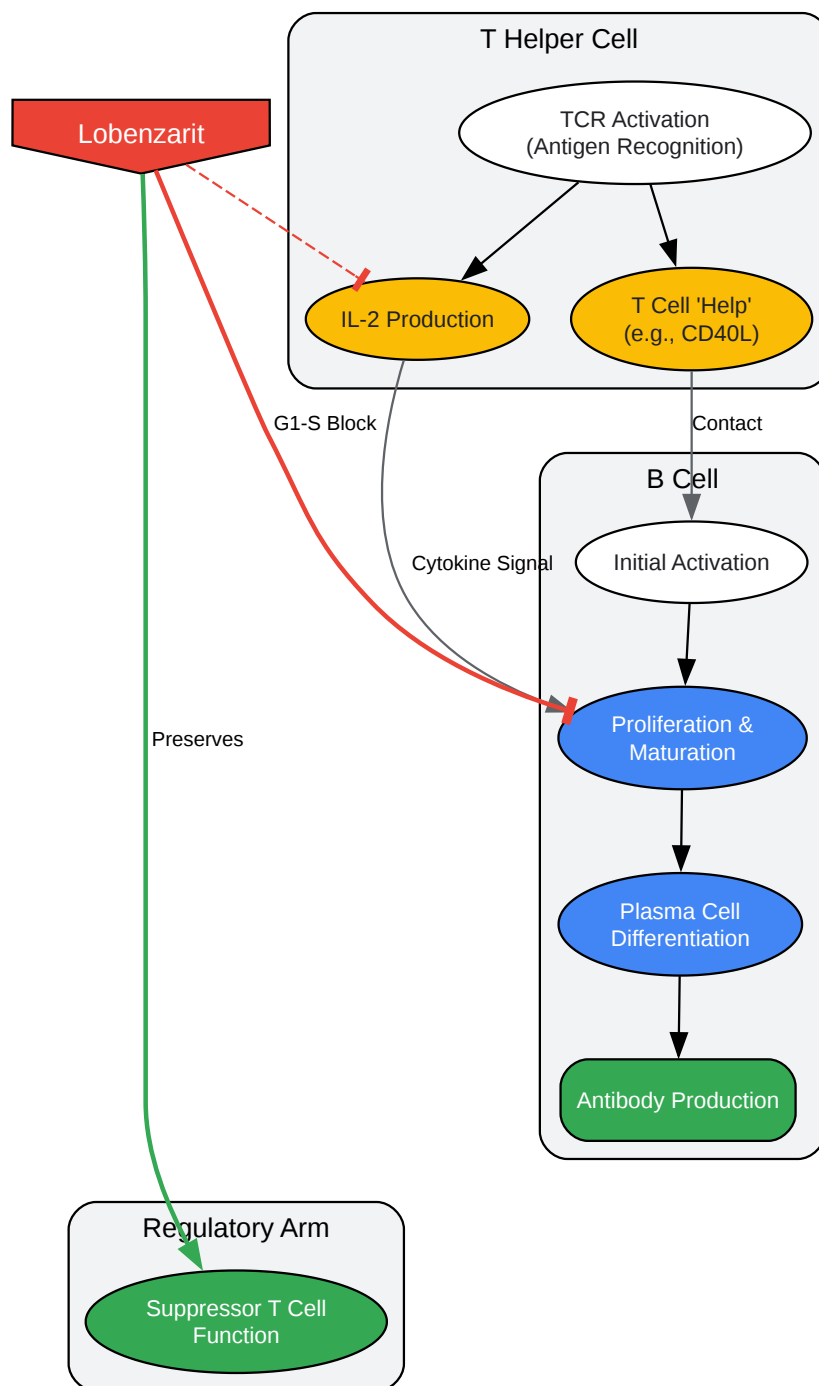 T Helper Cell
Lobenzarit
TCR Activation
(Antigen Recognition)
IL-2 Production
T Cell 'Help'
(e.g., CD40L)
G1-S Block
Contact
B Cell
Cytokine Signal
Initial Activation
Proliferation &
Maturation
Preserves
Plasma Cell
Differentiation
Antibody Production
Regulatory Arm
Suppressor T Cell
Function